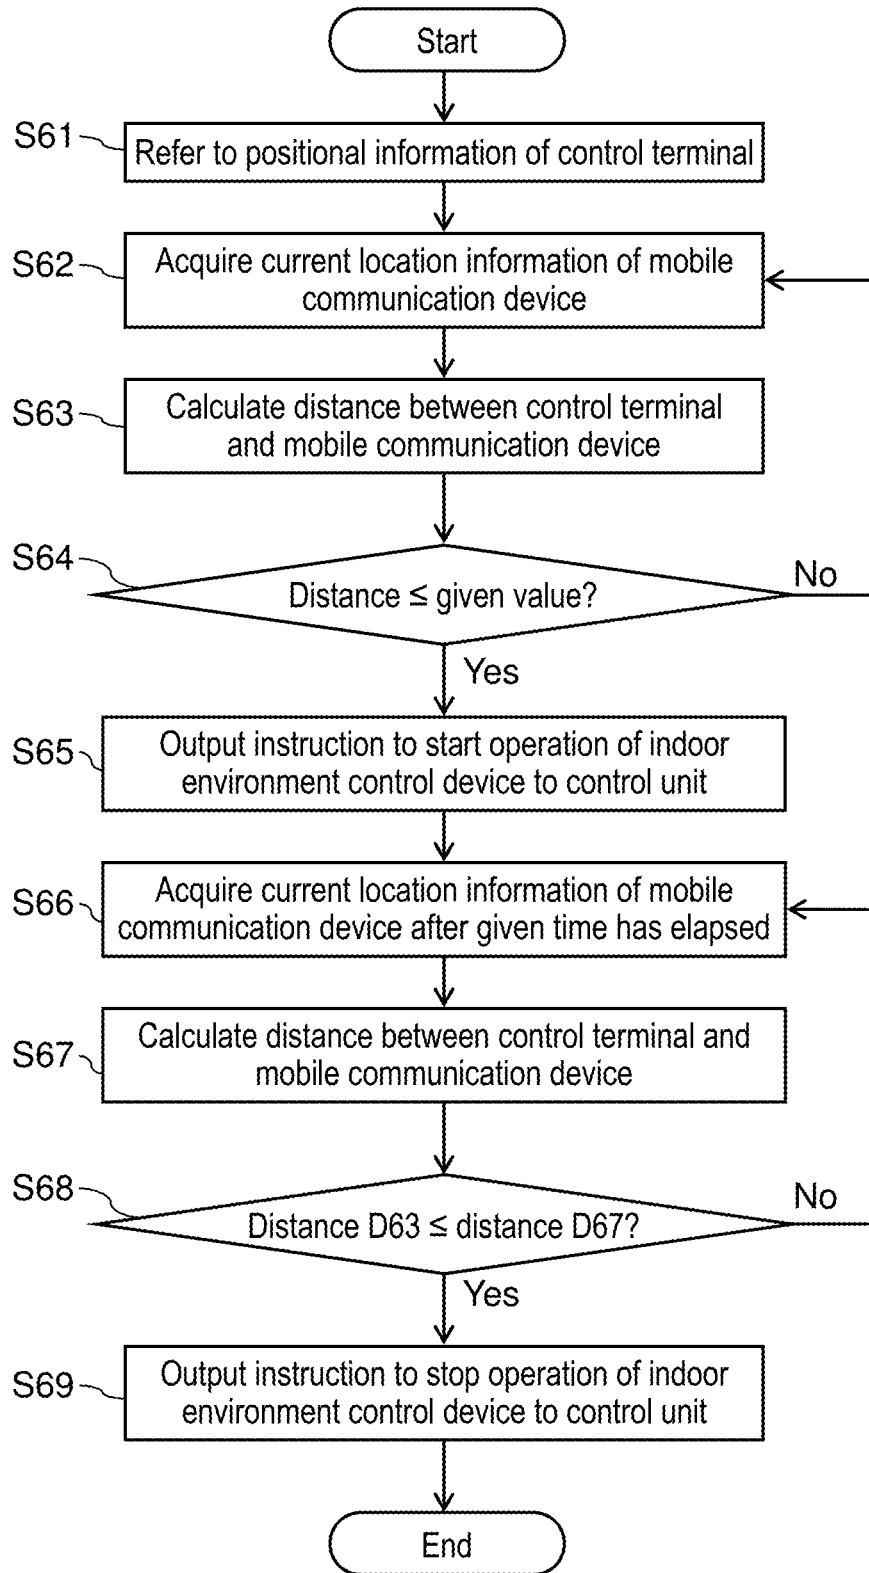 Start
S61
Refer to positional information of control terminal
S62
Acquire current location information of mobile
communication device
S63
Calculate distance between control terminal
and mobile communication device
S64
Distance ≤ given value?
No
Yes
S65
Output instruction to start operation of indoor
environment control device to control unit
S66
Acquire current location information of mobile
communication device after given time has elapsed
S67
Calculate distance between control terminal and
mobile communication device
S68
Distance D63 ≤ distance D67?
No
Yes
S69
Output instruction to stop operation of indoor
environment control device to control unit
End